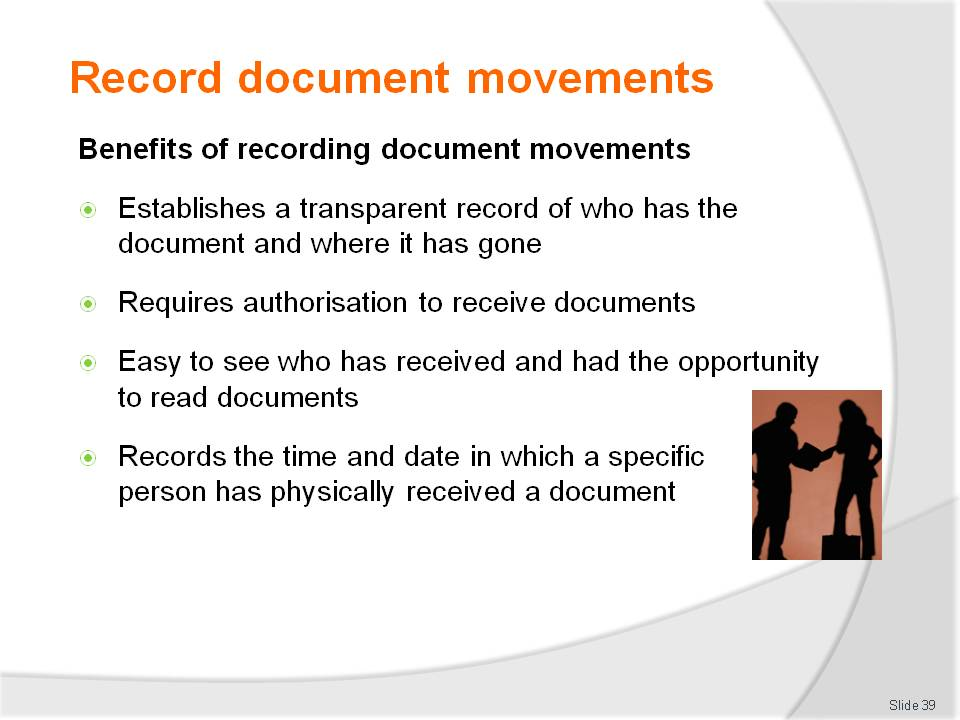 Record document movements
Benefits of recording document movements
Establishes a transparent record of who has the
document and where it has gone
Requires authorisation to receive documents
Easy to see who has received and had the opportunity
to read documents
Records the time and date in which a specific
person has physically received a document
Slide 39